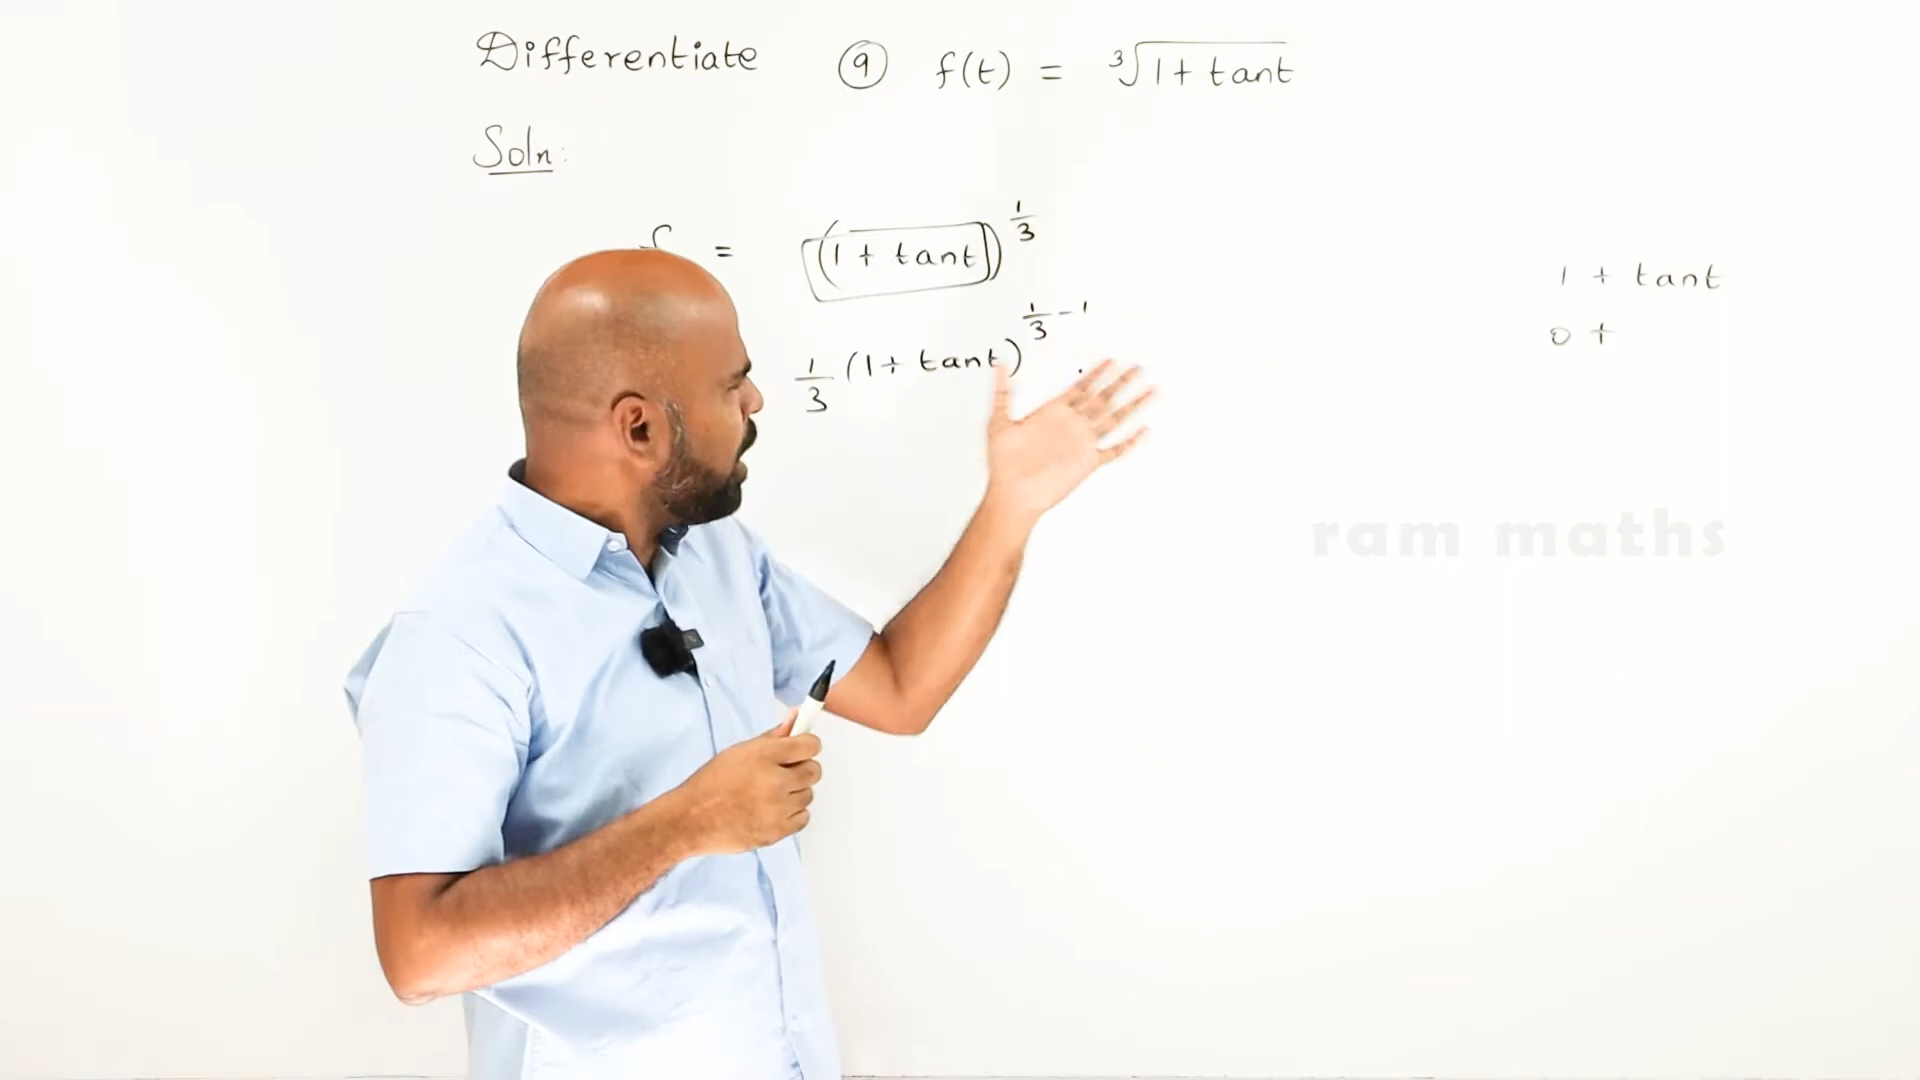 Differentiate ⑨ f(t) = ∛(1 + tant)
Soln:
f = (1 + tant)^(1/3)
1/3 (1 + tant)^(1/3 - 1) .
1 + tant
0 +
ram maths